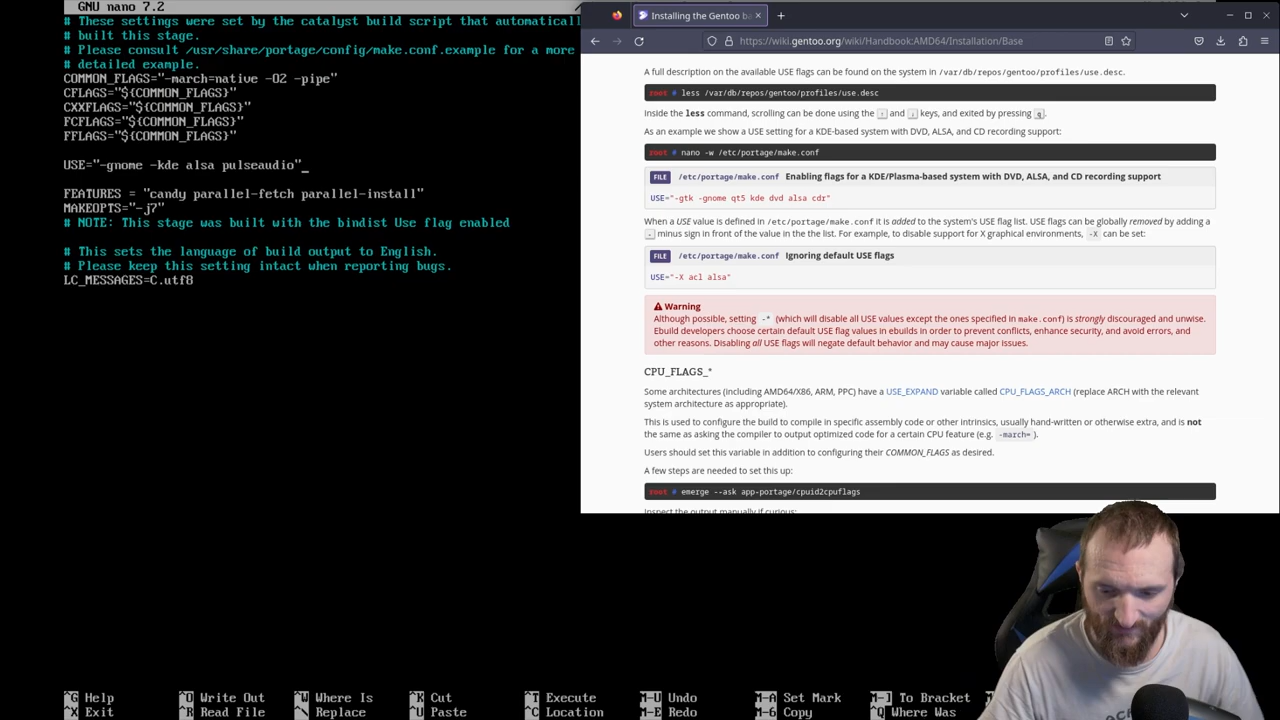 GNU nano 7.2
# These settings were set by the catalyst build script that automaticall
# built this stage.
# Please consult /usr/share/portage/config/make.conf.example for a more
# detailed example.
COMMON_FLAGS="-march=native -O2 -pipe"
CFLAGS="${COMMON_FLAGS}"
CXXFLAGS="${COMMON_FLAGS}"
FCFLAGS="${COMMON_FLAGS}"
FFLAGS="${COMMON_FLAGS}"
USE="-gnome -kde alsa pulseaudio"_
FEATURES = "candy parallel-fetch parallel-install"
MAKEOPTS="-j7"
# NOTE: This stage was built with the bindist Use flag enabled
# This sets the language of build output to English.
# Please keep this setting intact when reporting bugs.
LC_MESSAGES=C.utf8
Installing the Gentoo ba
https://wiki.gentoo.org/wiki/Handbook:AMD64/Installation/Base
A full description on the available USE flags can be found on the system in /var/db/repos/gentoo/profiles/use.desc.
root # less /var/db/repos/gentoo/profiles/use.desc
Inside the less command, scrolling can be done using the ↑ and ↓ keys, and exited by pressing q.
As an example we show a USE setting for a KDE-based system with DVD, ALSA, and CD recording support:
root # nano -w /etc/portage/make.conf
FILE /etc/portage/make.conf Enabling flags for a KDE/Plasma-based system with DVD, ALSA, and CD recording support
USE="-gtk -gnome qt5 kde dvd alsa cdr"
When a USE value is defined in /etc/portage/make.conf it is added to the system's USE flag list. USE flags can be globally removed by adding a
- minus sign in front of the value in the the list. For example, to disable support for X graphical environments, -X can be set:
FILE /etc/portage/make.conf Ignoring default USE flags
USE="-X acl alsa"
Warning
Although possible, setting -* (which will disable all USE values except the ones specified in make.conf) is strongly discouraged and unwise.
Ebuild developers choose certain default USE flag values in ebuilds in order to prevent conflicts, enhance security, and avoid errors, and
other reasons. Disabling all USE flags will negate default behavior and may cause major issues.
CPU_FLAGS_*
Some architectures (including AMD64/X86, ARM, PPC) have a USE_EXPAND variable called CPU_FLAGS_ARCH (replace ARCH with the relevant
system architecture as appropriate).
This is used to configure the build to compile in specific assembly code or other intrinsics, usually hand-written or otherwise extra, and is not
the same as asking the compiler to output optimized code for a certain CPU feature (e.g. -march= ).
Users should set this variable in addition to configuring their COMMON_FLAGS as desired.
A few steps are needed to set this up:
root # emerge --ask app-portage/cpuid2cpuflags
Inspect the output manually if curious:
^G Help ^O Write Out ^W Where Is ^K Cut ^T Execute M-U Undo M-A Set Mark M-] To Bracket
^X Exit ^R Read File ^\ Replace ^U Paste ^C Location M-E Redo M-6 Copy ^Q Where Was